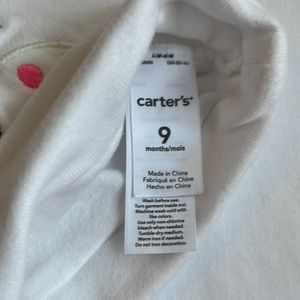 carter's®
9
months/mois
Made in China
Fabriqué en Chine
Hecho en China
Wash before use.
Turn garment inside out.
Machine wash cold with
like colors.
Use only non-chlorine
bleach when needed.
Tumble dry medium.
Warm iron if needed.
Do not iron decoration.